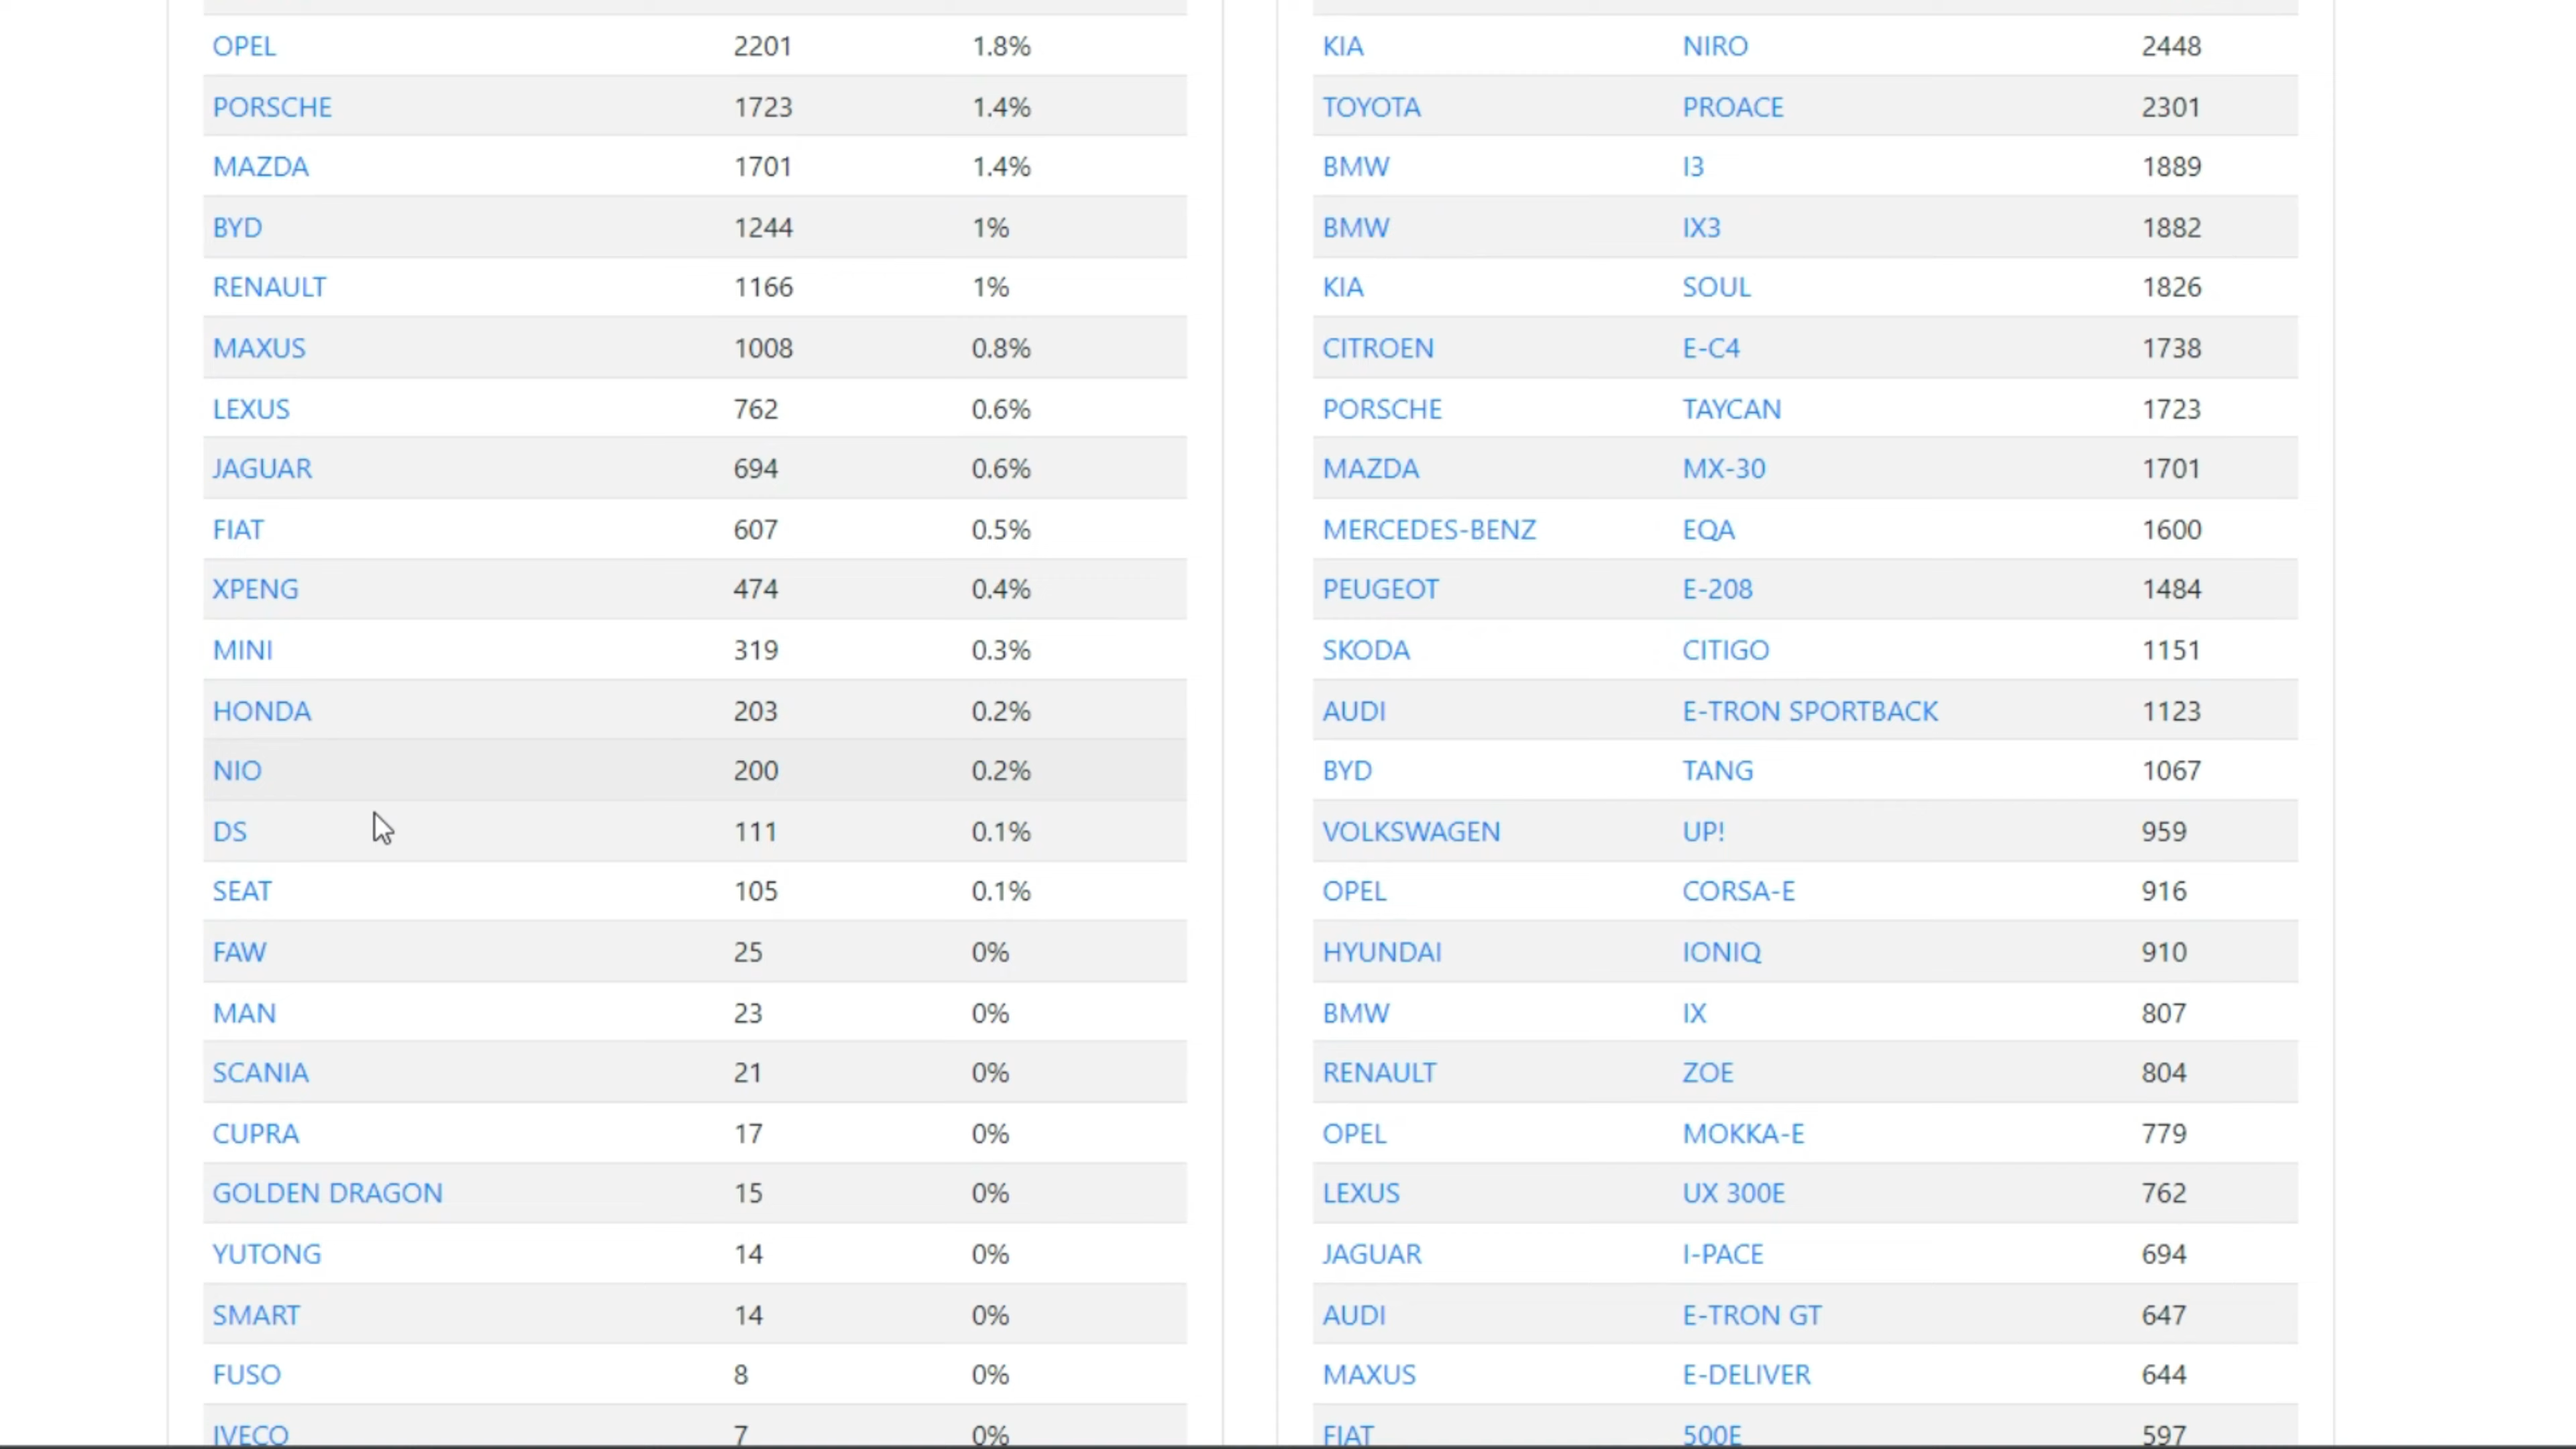 OPEL 2201 1.8%
PORSCHE 1723 1.4%
MAZDA 1701 1.4%
BYD 1244 1%
RENAULT 1166 1%
MAXUS 1008 0.8%
LEXUS 762 0.6%
JAGUAR 694 0.6%
FIAT 607 0.5%
XPENG 474 0.4%
MINI 319 0.3%
HONDA 203 0.2%
NIO 200 0.2%
DS 111 0.1%
SEAT 105 0.1%
FAW 25 0%
MAN 23 0%
SCANIA 21 0%
CUPRA 17 0%
GOLDEN DRAGON 15 0%
YUTONG 14 0%
SMART 14 0%
FUSO 8 0%
IVECO 7 0%
KIA NIRO 2448
TOYOTA PROACE 2301
BMW I3 1889
BMW IX3 1882
KIA SOUL 1826
CITROEN E-C4 1738
PORSCHE TAYCAN 1723
MAZDA MX-30 1701
MERCEDES-BENZ EQA 1600
PEUGEOT E-208 1484
SKODA CITIGO 1151
AUDI E-TRON SPORTBACK 1123
BYD TANG 1067
VOLKSWAGEN UP! 959
OPEL CORSA-E 916
HYUNDAI IONIQ 910
BMW IX 807
RENAULT ZOE 804
OPEL MOKKA-E 779
LEXUS UX 300E 762
JAGUAR I-PACE 694
AUDI E-TRON GT 647
MAXUS E-DELIVER 644
FIAT 500E 597